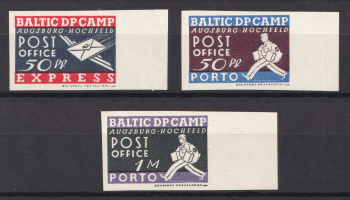 BALTIC DP CAMP
AUGSBURG-HOCHFELD
POST
OFFICE
50 Pf
EXPRESS
BALTIC DP CAMP
AUGSBURG-HOCHFELD
POST
OFFICE
50 Pf
PORTO
BALTIC DP CAMP
AUGSBURG-HOCHFELD
POST
OFFICE
1 M
PORTO